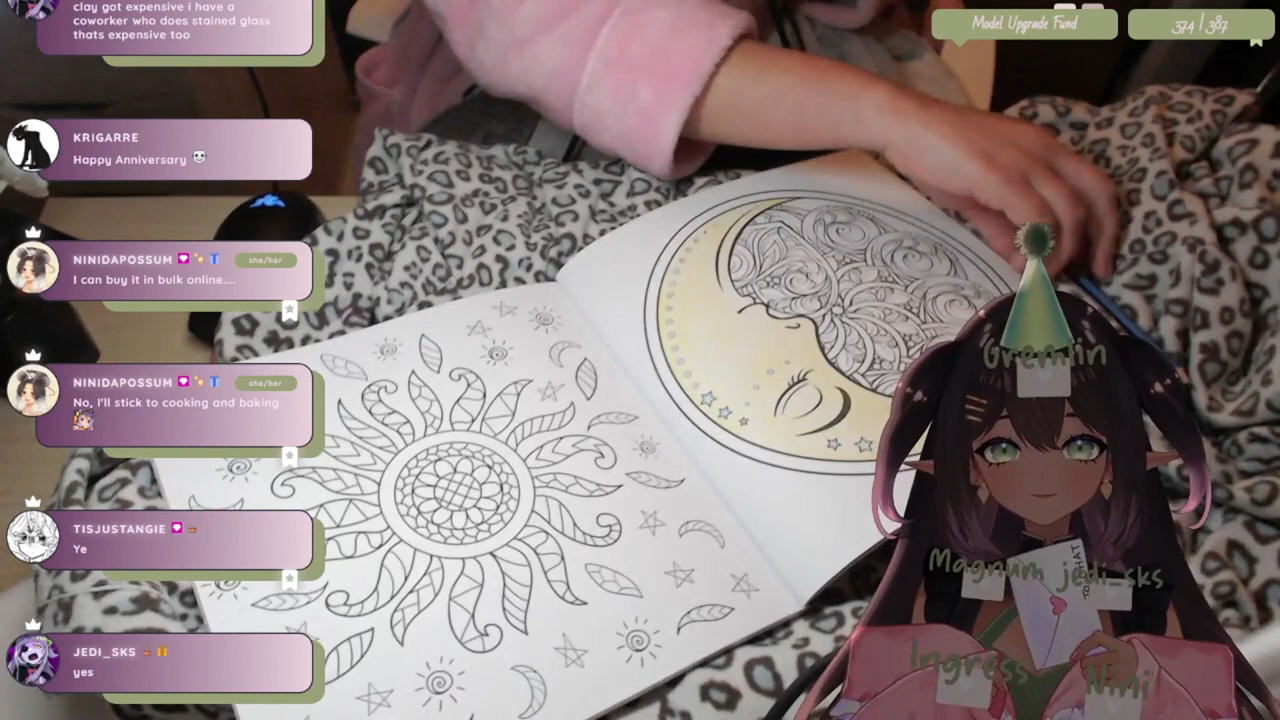 clay got expensive i have a
coworker who does stained glass
thats expensive too
KRIGARRE
Happy Anniversary
NINIDAPOSSUM she/her
I can buy it in bulk online....
NINIDAPOSSUM she/her
No, I'll stick to cooking and baking
TISJUSTANGIE
Ye
JEDI_SKS
yes
Model Upgrade Fund
374 | 387
Gremlin
Magnum
jedi_sks
Ingress
Nini